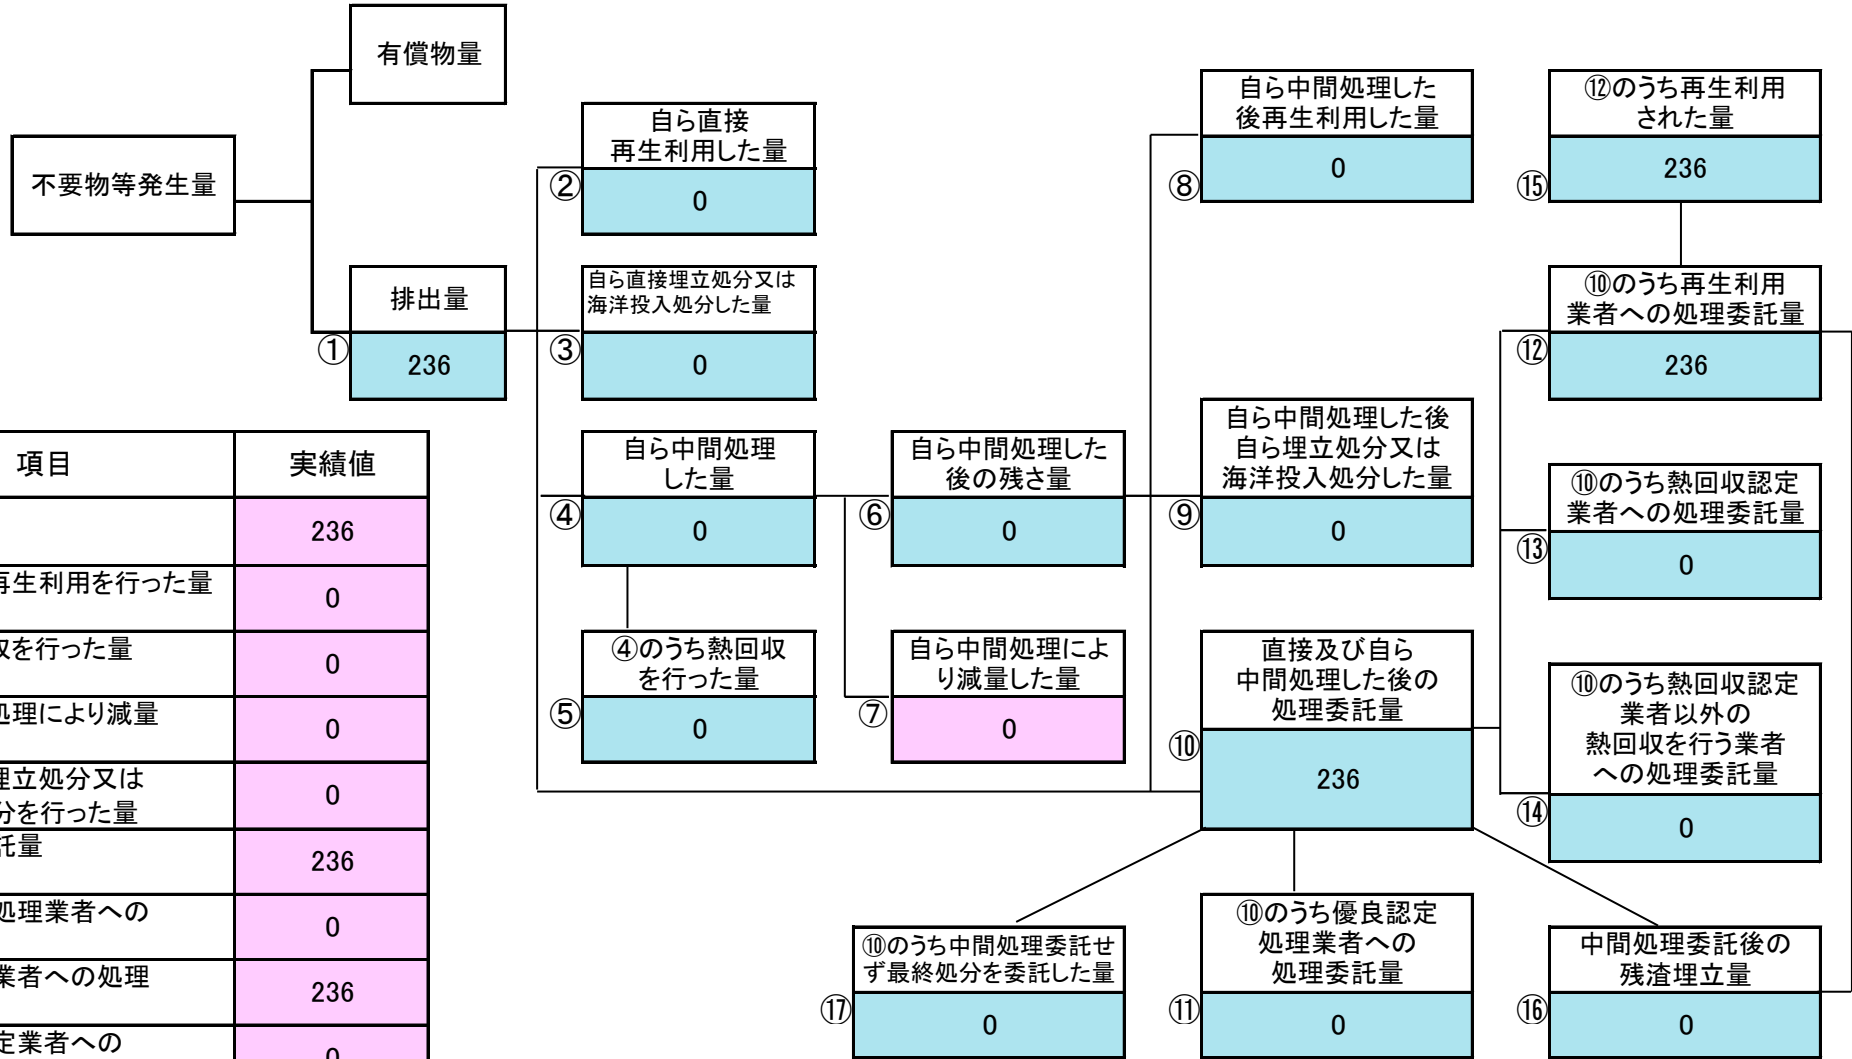 有償物量
不要物等発生量
排出量
①
236
自ら直接
再生利用した量
②
0
自ら直接埋立処分又は
海洋投入処分した量
③
0
自ら中間処理
した量
④
0
④のうち熱回収
を行った量
⑤
0
自ら中間処理した
後の残さ量
⑥
0
自ら中間処理によ
り減量した量
⑦
0
自ら中間処理した
後再生利用した量
⑧
0
自ら中間処理した後
自ら埋立処分又は
海洋投入処分した量
⑨
0
直接及び自ら
中間処理した後の
処理委託量
⑩
236
⑫のうち再生利用
された量
⑮
236
⑩のうち再生利用
業者への処理委託量
⑫
236
⑩のうち熱回収認定
業者への処理委託量
⑬
0
⑩のうち熱回収認定
業者以外の
熱回収を行う業者
への処理委託量
⑭
0
⑩のうち中間処理委託せ
ず最終処分を委託した量
⑰
0
⑩のうち優良認定
処理業者への
処理委託量
⑪
0
中間処理委託後の
残渣埋立量
⑯
0
項目 実績値
236
再生利用を行った量 0
を行った量 0
処理により減量 0
埋立処分又は
分を行った量 0
託量 236
処理業者への 0
業者への処理 236
定業者への 0